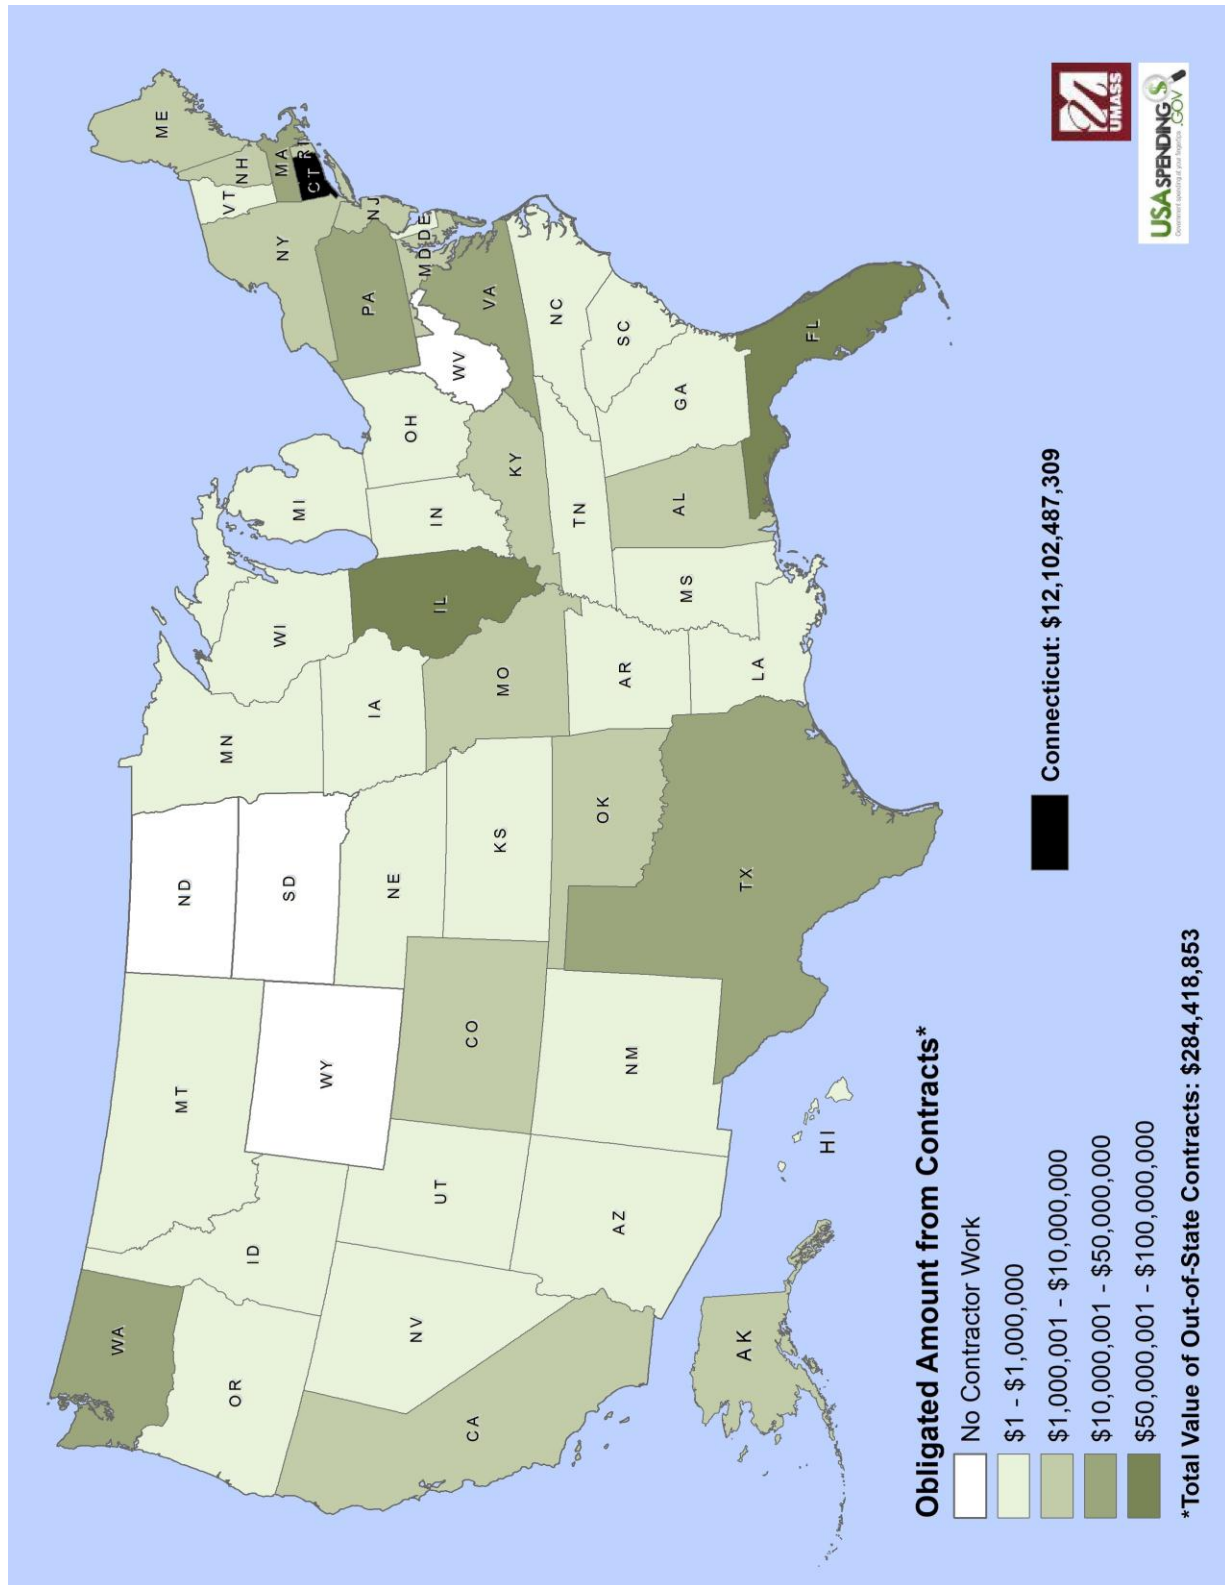 WA
OR
CA
NV
ID
MT
WY
UT
AZ
CO
NM
ND
SD
NE
KS
OK
TX
MN
IA
MO
AR
LA
WI
IL
MI
IN
OH
KY
TN
MS
AL
GA
FL
SC
NC
VA
WV
MD
DE
PA
NJ
NY
CT
RI
MA
VT
NH
ME
AK
HI
Obligated Amount from Contracts*
No Contractor Work
$1 - $1,000,000
$1,000,001 - $10,000,000
$10,000,001 - $50,000,000
$50,000,001 - $100,000,000
*Total Value of Out-of-State Contracts: $284,418,853
Connecticut: $12,102,487,309
UMASS
USASPENDING
.GOV
Government spending at your fingertips